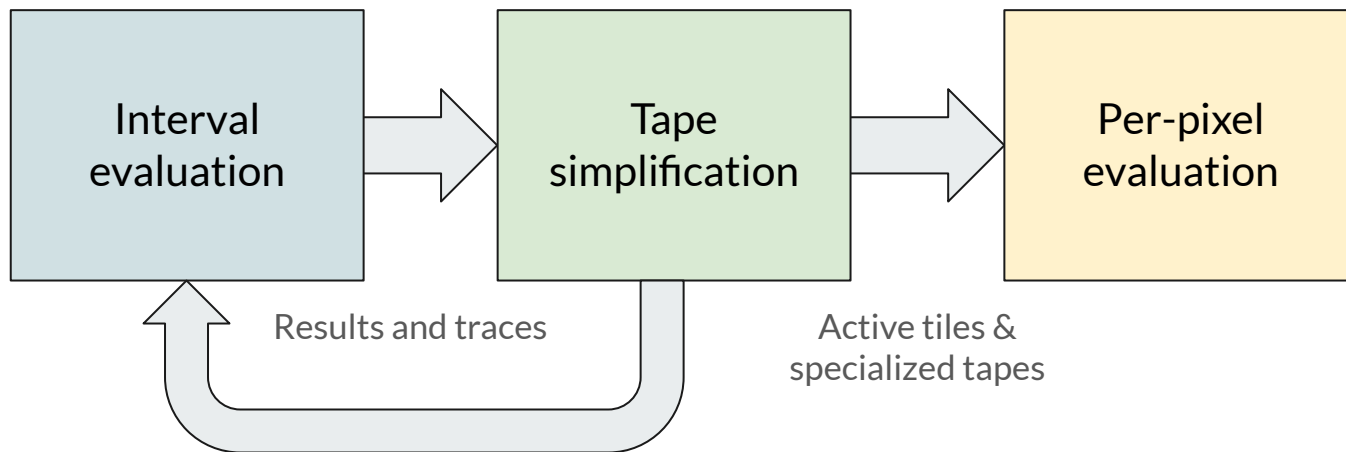 Interval
evaluation
Tape
simplification
Per-pixel
evaluation
Results and traces
Active tiles &
specialized tapes